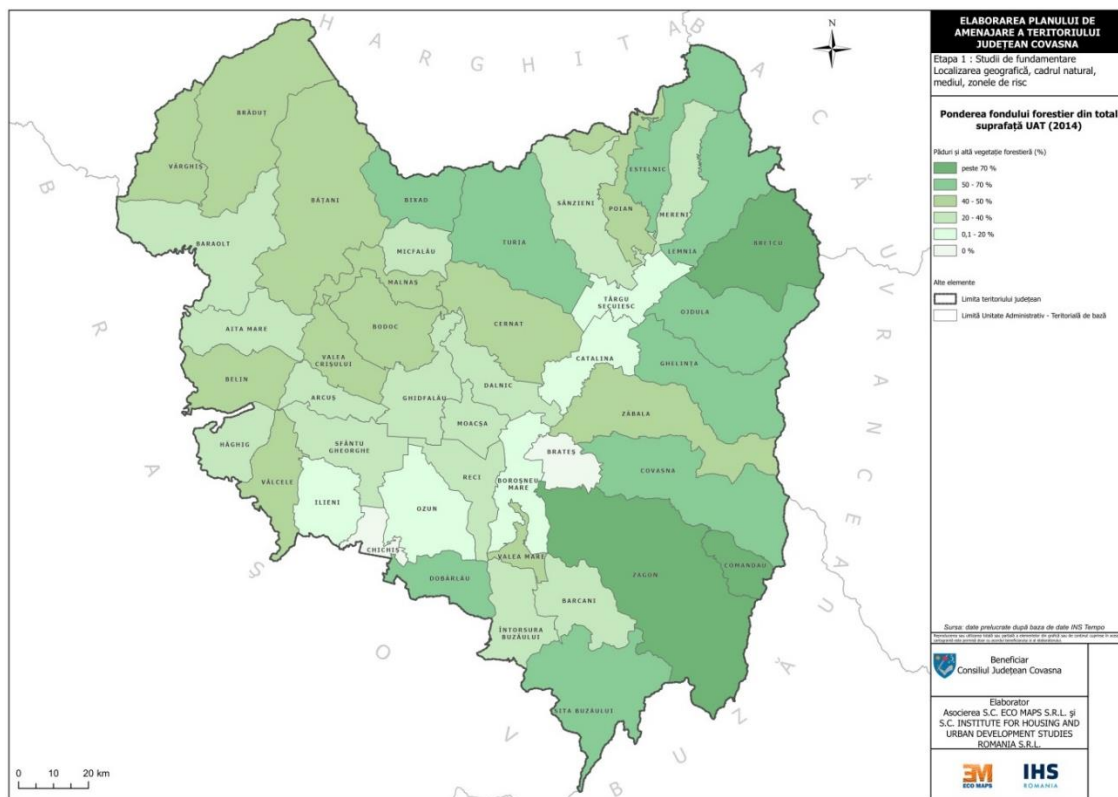 HARGHITA
BACĂU
VRANCEA
BUZĂU
BRAȘOV
N
BRĂDUȚ
VÂRGHIȘ
BĂȚANI
BIXAD
ESTELNIC
SÂNZIENI
POIAN
MERENI
TURIA
BARAOLT
MICFALĂU
LEMNIA
BRETCU
MALNAȘ
TÂRGU
SECUIESC
OJDULA
AITA MARE
BODOC
CERNAT
VALEA
CRIȘULUI
CATALINA
GHELINȚA
BELIN
DALNIC
ARCUȘ
GHIDFALĂU
ZĂBALA
MOACȘA
HĂGHIG
SFÂNTU
GHEORGHE
BRATEȘ
COVASNA
VÂLCELE
RECI
BOROȘNEU
MARE
ILIENI
OZUN
CHICHIȘ
VALEA MARE
COMANDĂU
ZAGON
DOBÂRLĂU
BARCANI
ÎNTORSURA
BUZĂULUI
SITA BUZĂULUI
0 10 20 km
ELABORAREA PLANULUI DE
AMENAJARE A TERITORIULUI
JUDEȚEAN COVASNA
Etapa 1 : Studii de fundamentare
Localizarea geografică, cadrul natural,
mediul, zonele de risc
Ponderea fondului forestier din total
suprafață UAT (2014)
Păduri și altă vegetație forestieră (%)
peste 70 %
50 - 70 %
40 - 50 %
20 - 40 %
0,1 - 20 %
0 %
Alte elemente
Limita teritoriului județean
Limită Unitate Administrativ - Teritorială de bază
Sursa: date prelucrate după baza de date INS Tempo
Beneficiar
Consiliul Județean Covasna
Elaborator
Asocierea S.C. ECO MAPS S.R.L. și
S.C. INSTITUTE FOR HOUSING AND
URBAN DEVELOPMENT STUDIES
ROMANIA S.R.L.
EM
ECO MAPS
IHS
ROMANIA